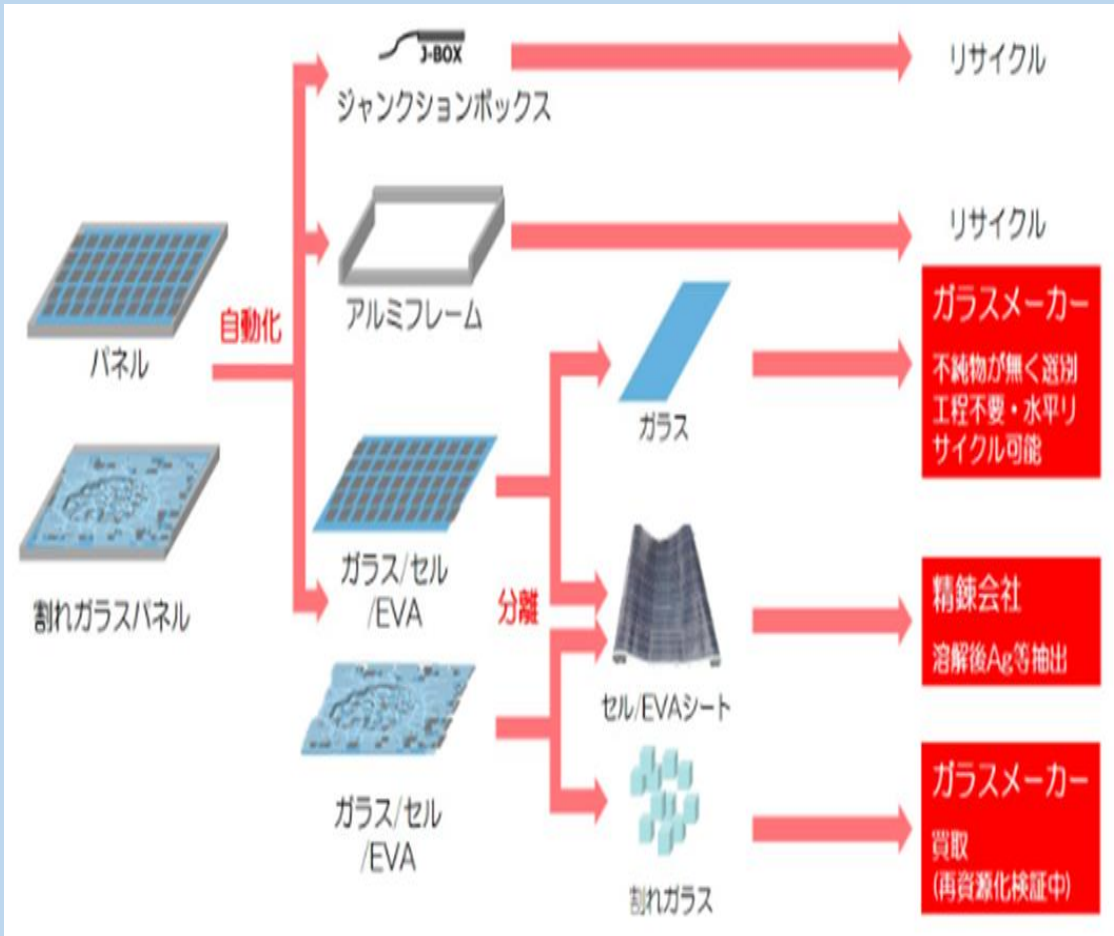 J-BOX
ジャンクションボックス
リサイクル
アルミフレーム
リサイクル
パネル
自動化
割れガラスパネル
ガラス/セル
/EVA
分離
ガラス/セル
/EVA
ガラス
セル/EVAシート
割れガラス
ガラスメーカー
不純物が無く選別
工程不要・水平リ
サイクル可能
精錬会社
溶解後Ag等抽出
ガラスメーカー
買取
(再資源化検証中)